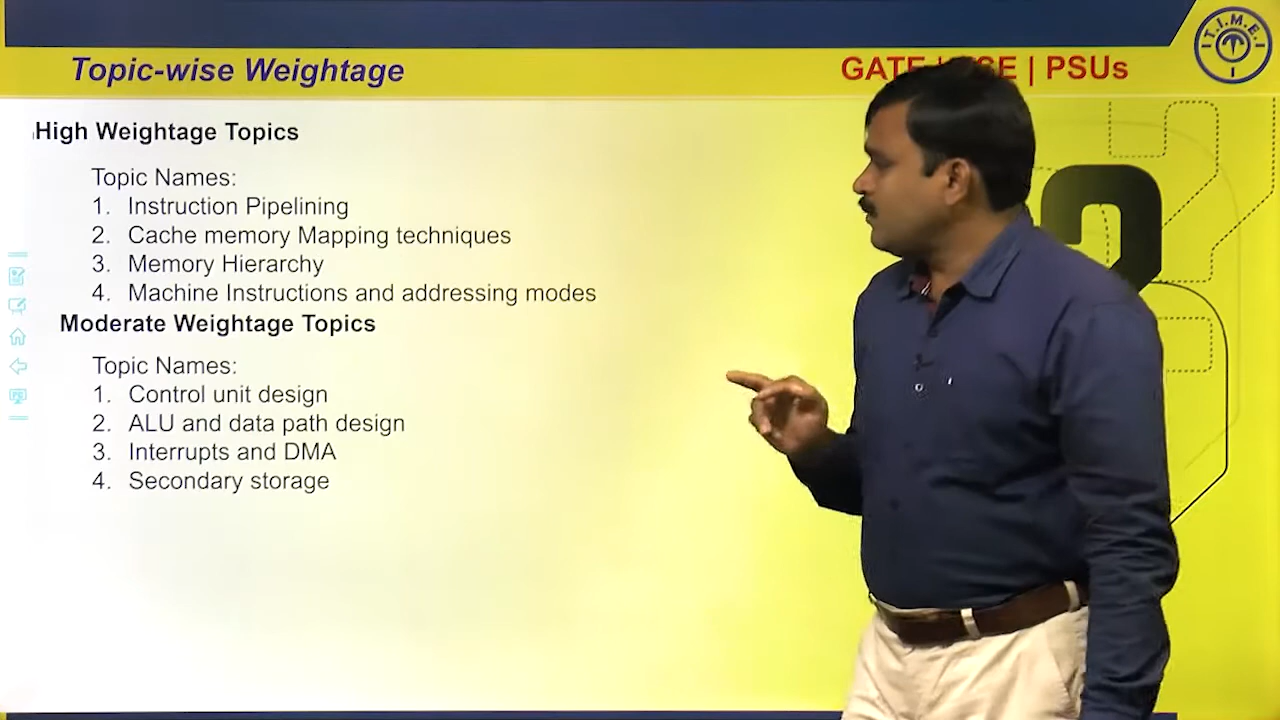 Topic-wise Weightage
GATE | | PSUs
T.I.M.E.
High Weightage Topics
Topic Names:
1. Instruction Pipelining
2. Cache memory Mapping techniques
3. Memory Hierarchy
4. Machine Instructions and addressing modes
Moderate Weightage Topics
Topic Names:
1. Control unit design
2. ALU and data path design
3. Interrupts and DMA
4. Secondary storage